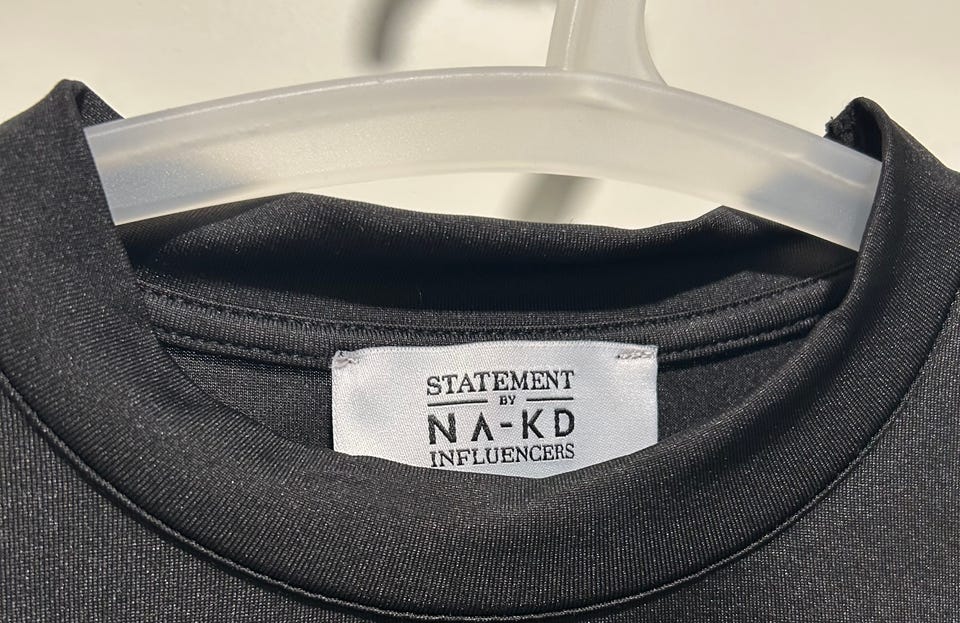 STATEMENT
BY
NA-KD
INFLUENCERS